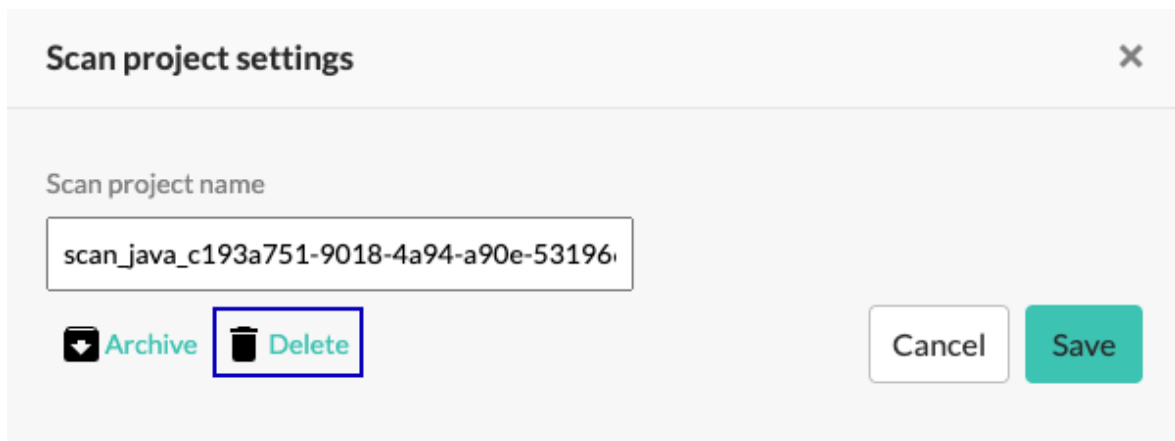 Scan project settings
Scan project name
scan_java_c193a751-9018-4a94-a90e-53196
Archive Delete Cancel Save